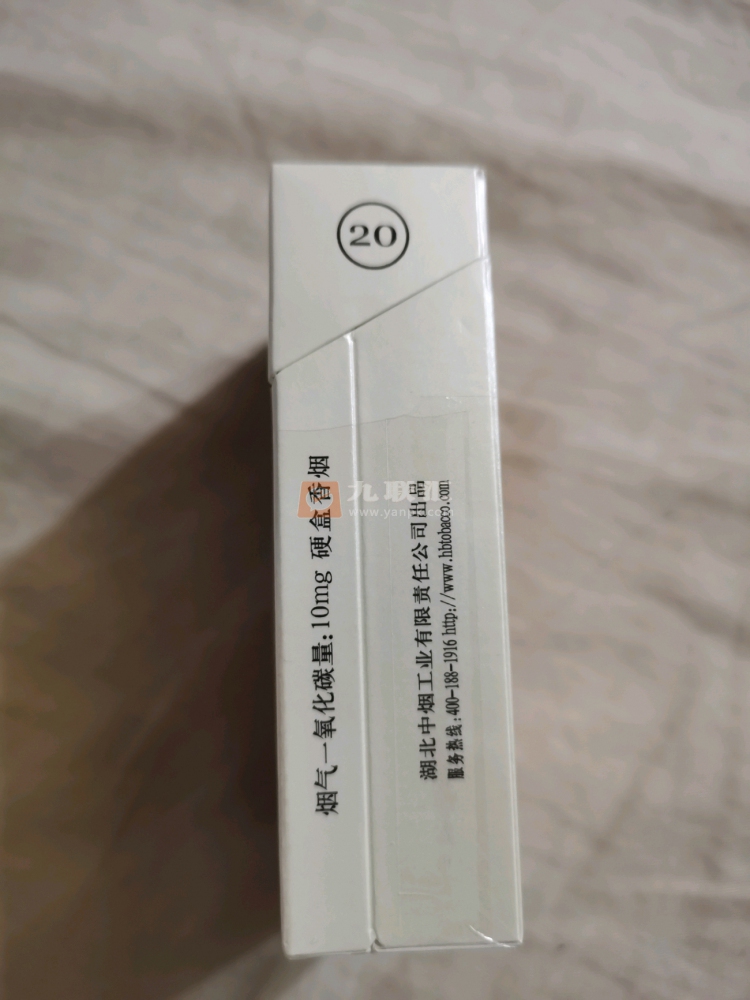 20
烟气一氧化碳量:10mg 硬盒香烟
湖北中烟工业有限责任公司出品
服务热线:400-188-1916 http://www.hbtobacco.com